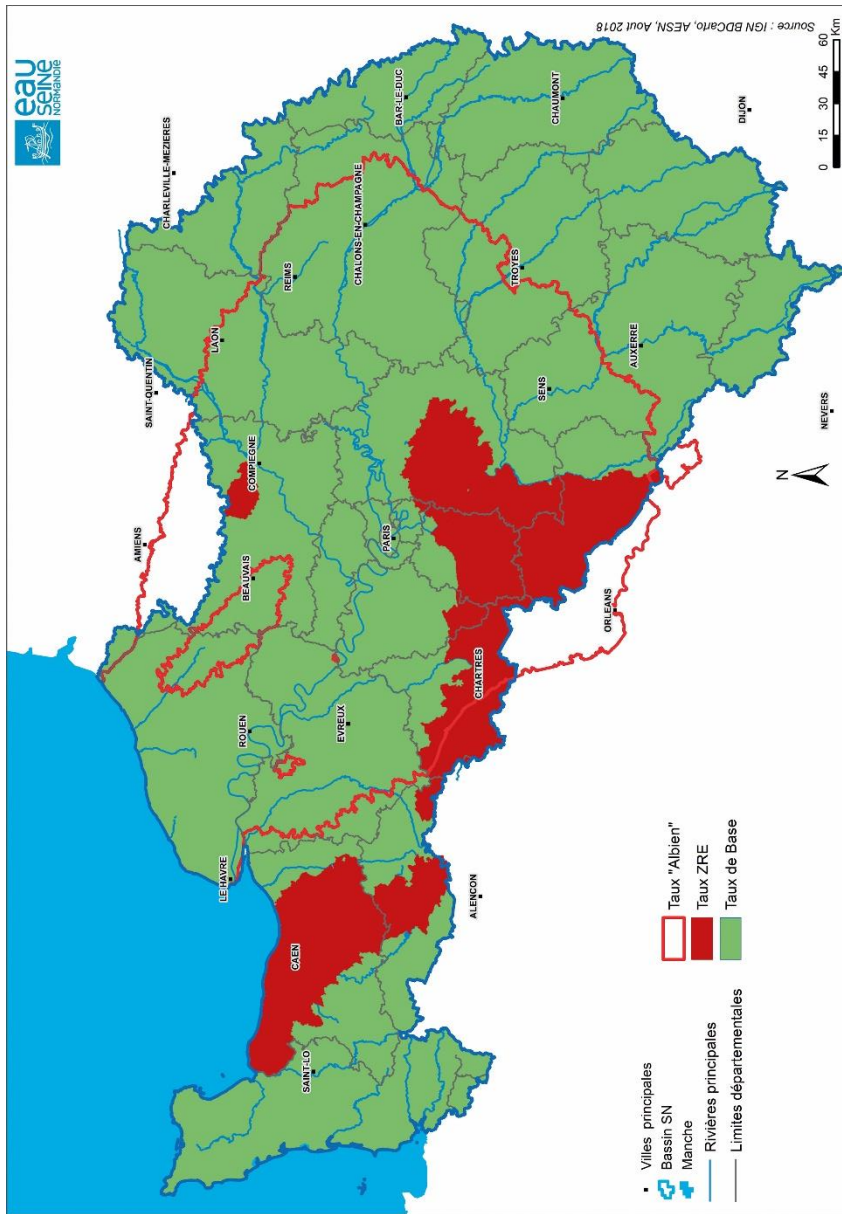 eau
seine
NORMANDIE
CHARLEVILLE-MEZIERES
SAINT-QUENTIN
AMIENS
LAON
REIMS
COMPIEGNE
BEAUVAIS
ROUEN
LE HAVRE
CAEN
SAINT-LO
EVREUX
PARIS
CHALONS-EN-CHAMPAGNE
BAR-LE-DUC
CHARTRES
ALENCON
TROYES
SENS
CHAUMONT
ORLEANS
AUXERRE
DIJON
NEVERS
N
Villes principales
Bassin SN
Manche
Rivières principales
Limites départementales
Taux "Albien"
Taux ZRE
Taux de Base
0 15 30 45 60
Km
Source : IGN BDCarto, AESN, Aout 2018